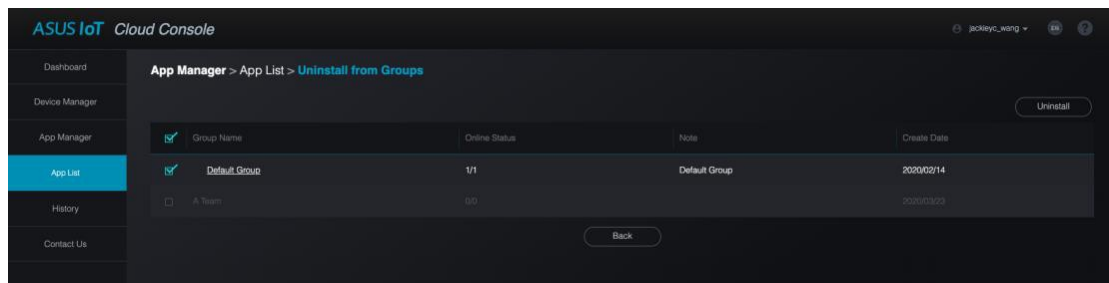 ASUS IoT Cloud Console
jackieyc_wang
EN
?
Dashboard
App Manager > App List > Uninstall from Groups
Device Manager
Uninstall
App Manager
Group Name Online Status Note Create Date
App List
Default Group 1/1 Default Group 2020/02/14
History
A Team 0/0 2020/03/23
Contact Us
Back